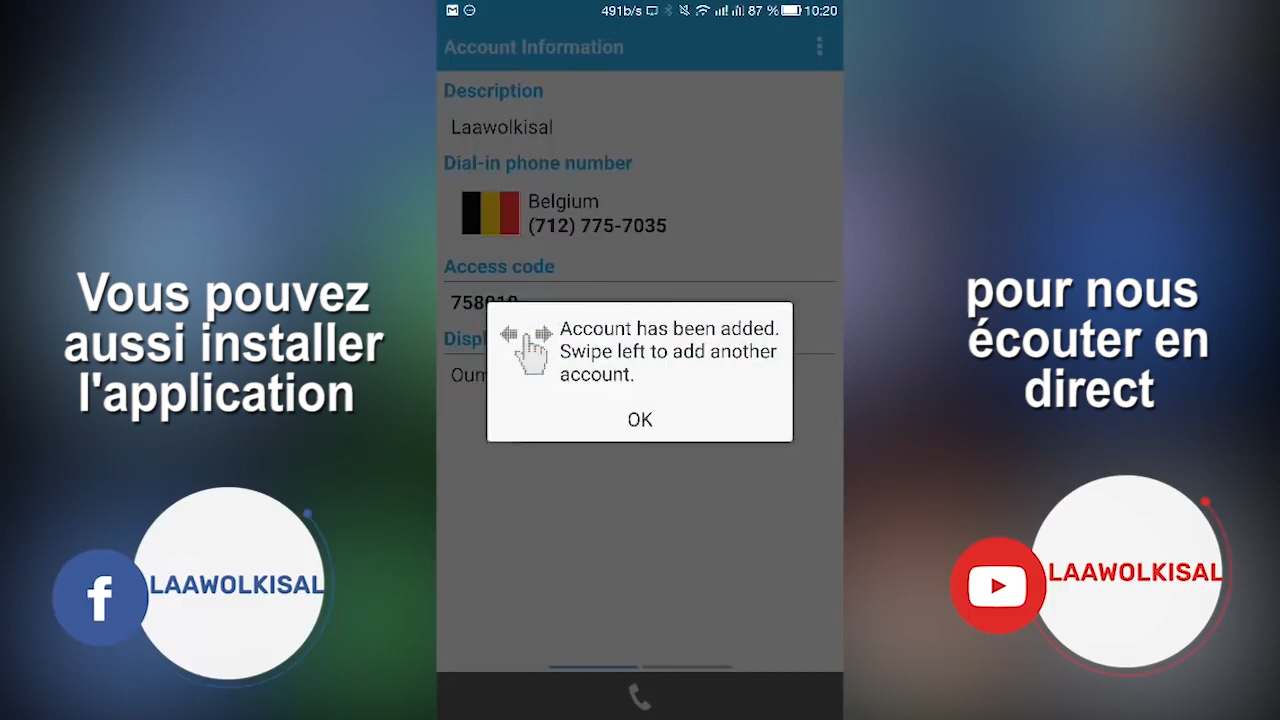 491b/s 87 % 10:20
Account Information
Description
Laawolkisal
Dial-in phone number
Belgium
(712) 775-7035
Access code
Account has been added.
Swipe left to add another
account.
OK
Vous pouvez
aussi installer
l'application
pour nous
écouter en
direct
f
LAAWOLKISAL
LAAWOLKISAL